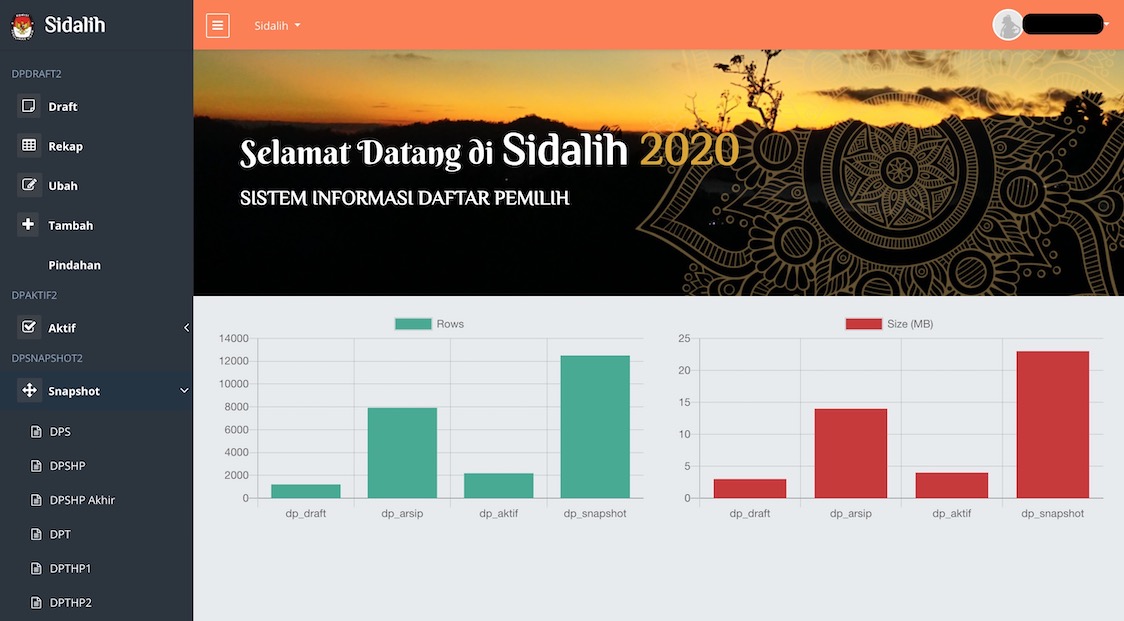 Sidalih
Sidalih
DPDRAFT2
Draft
Rekap
Ubah
Tambah
Pindahan
DPAKTIF2
Aktif
DPSNAPSHOT2
Snapshot
DPS
DPSHP
DPSHP Akhir
DPT
DPTHP1
DPTHP2
Selamat Datang di Sidalih 2020
SISTEM INFORMASI DAFTAR PEMILIH
Rows
14000
12000
10000
8000
6000
4000
2000
0
dp_draft dp_arsip dp_aktif dp_snapshot
Size (MB)
25
20
15
10
5
0
dp_draft dp_arsip dp_aktif dp_snapshot